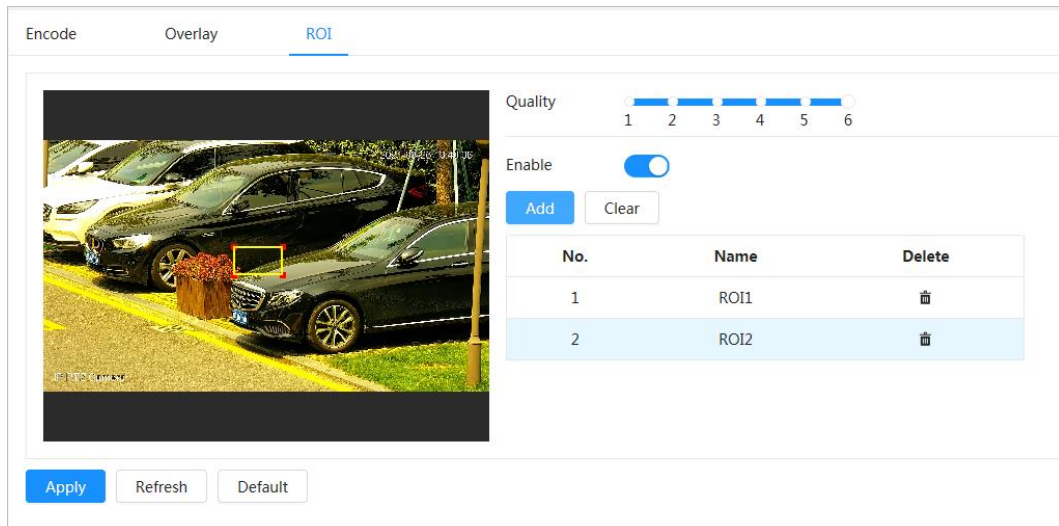 Encode Overlay ROI
Quality
1 2 3 4 5 6
Enable
Add Clear
No. Name Delete
1 ROI1
2 ROI2
Camera
Apply Refresh Default